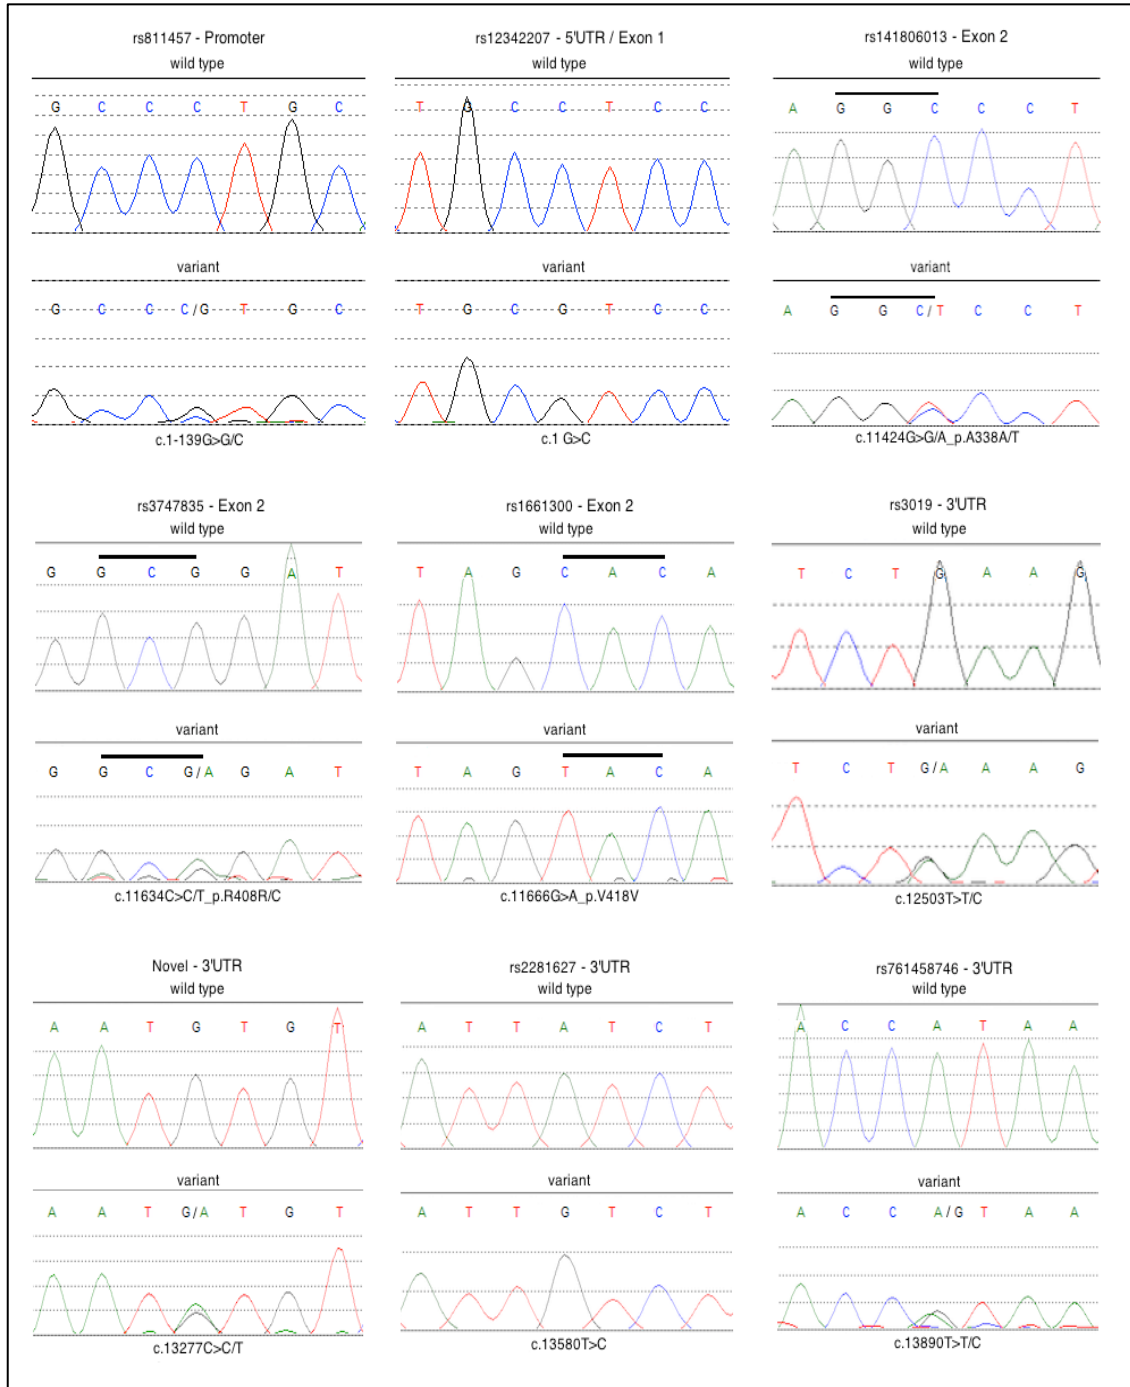 rs811457 - Promoter
wild type
G C C C T G C
variant
G C C C/G T G C
c.1-139G>G/C
rs12342207 - 5'UTR / Exon 1
wild type
T G C C T C C
variant
T G C G T C C
c.1 G>C
rs141806013 - Exon 2
wild type
A G G C C C T
variant
A G G C/T C C T
c.11424G>G/A_p.A338A/T
rs3747835 - Exon 2
wild type
G G C G G A T
variant
G G C G/A G A T
c.11634C>C/T_p.R408R/C
rs1661300 - Exon 2
wild type
T A G C A C A
variant
T A G T A C A
c.11666G>A_p.V418V
rs3019 - 3'UTR
wild type
T C T G A A G
variant
T C T G/A A A G
c.12503T>T/C
Novel - 3'UTR
wild type
A A T G T G T
variant
A A T G/A T G T
c.13277C>C/T
rs2281627 - 3'UTR
wild type
A T T A T C T
variant
A T T G T C T
c.13580T>C
rs761458746 - 3'UTR
wild type
A C C A T A A
variant
A C C A/G T A A
c.13890T>T/C